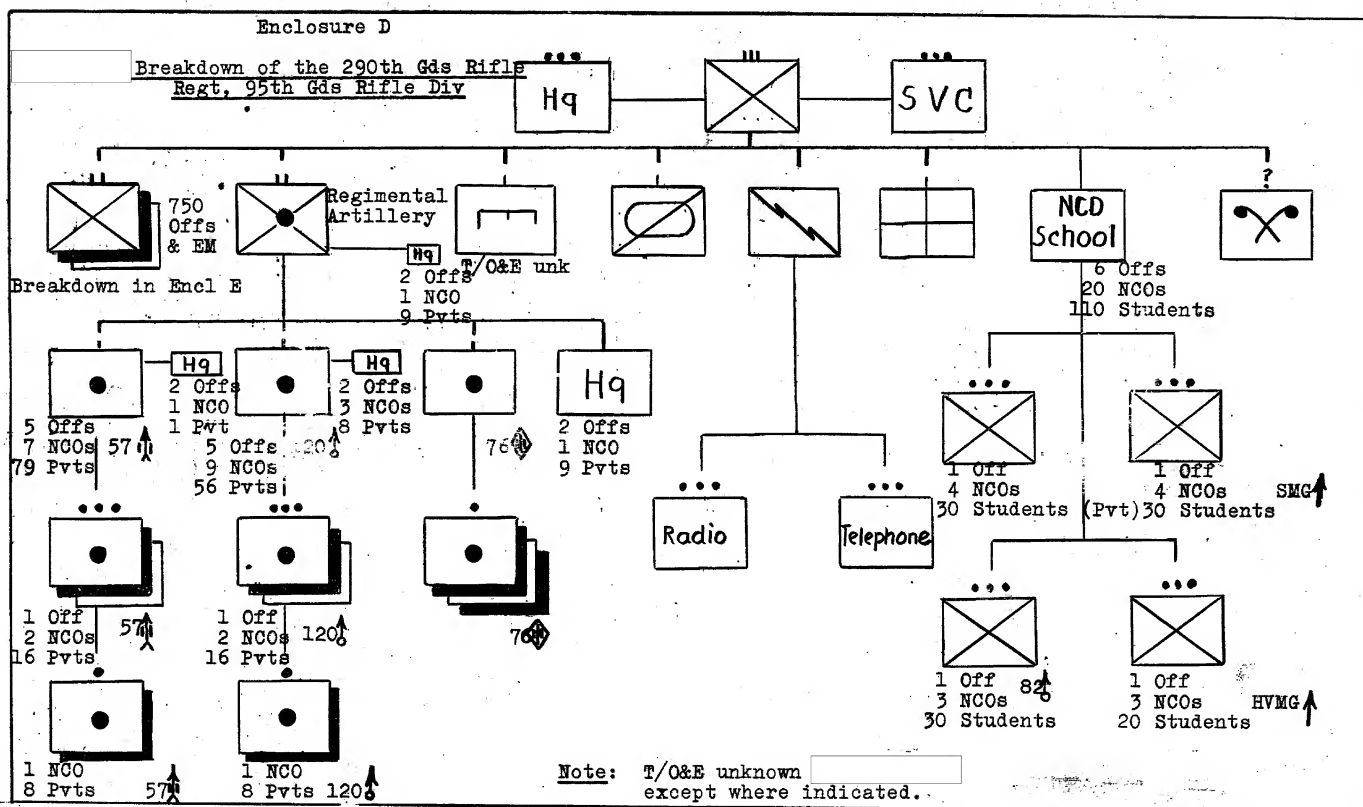 Enclosure D
Breakdown of the 290th Gds Rifle
Regt, 95th Gds Rifle Div
Hq
SVC
750
Offs
& EM
Breakdown in Encl E
Regimental
Artillery
Hq
2 Offs
1 NCO
9 Pvts
T/O&E unk
NCO
School
6 Offs
20 NCOs
110 Students
?
Hq
2 Offs
1 NCO
1 Pvt
5 Offs
7 NCOs
79 Pvts
57
Hq
2 Offs
3 NCOs
8 Pvts
5 Offs
9 NCOs
56 Pvts
76
Hq
2 Offs
1 NCO
9 Pvts
1 Off
2 NCOs
16 Pvts
57
1 Off
2 NCOs
16 Pvts
120
76
1 NCO
8 Pvts
57
1 NCO
8 Pvts
120
Radio
Telephone
1 Off
4 NCOs
30 Students
1 Off
4 NCOs
(Pvt)30 Students
SMG
1 Off
3 NCOs
30 Students
82
1 Off
3 NCOs
20 Students
HVMG
Note: T/O&E unknown
except where indicated.